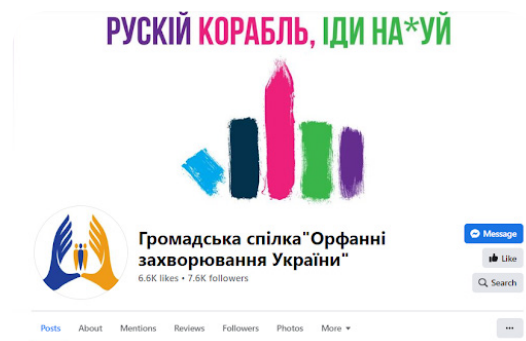 РУСКІЙ КОРАБЛЬ, ІДИ НА*УЙ
Громадська спілка"Орфанні
захворювання України"
6.6K likes • 7.6K followers
Message
Like
Search
Posts About Mentions Reviews Followers Photos More